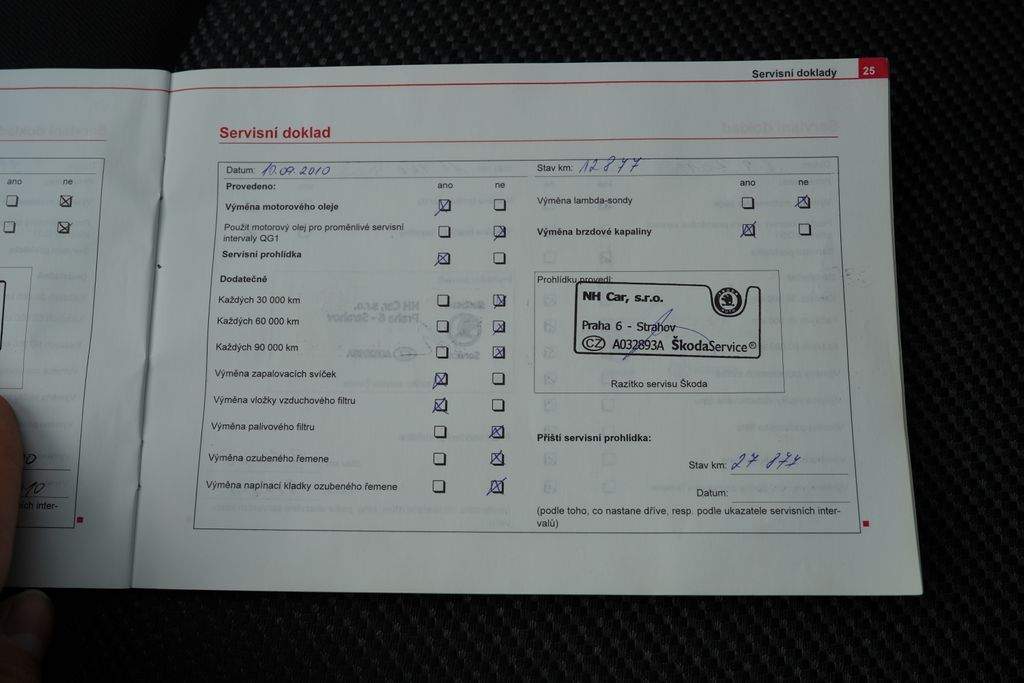 Servisní doklady 25
Servisní doklad
Datum: 10.09.2010
Provedeno: ano ne
Výměna motorového oleje
Použit motorový olej pro proměnlivé servisní
intervaly QG1
Servisní prohlídka
Dodatečně
Každých 30 000 km
Každých 60 000 km
Každých 90 000 km
Výměna zapalovacích svíček
Výměna vložky vzduchového filtru
Výměna palivového filtru
Výměna ozubeného řemene
Výměna napínací kladky ozubeného řemene
Stav km: 12877
ano ne
Výměna lambda-sondy
Výměna brzdové kapaliny
Prohlídku provedl:
NH Car, s.r.o.
Praha 6 - Strahov
CZ A032893A ŠkodaService®
Razítko servisu Škoda
Příští servisní prohlídka:
Stav km: 27 877
Datum:
(podle toho, co nastane dříve, resp. podle ukazatele servisních inter-
valů)
ano ne